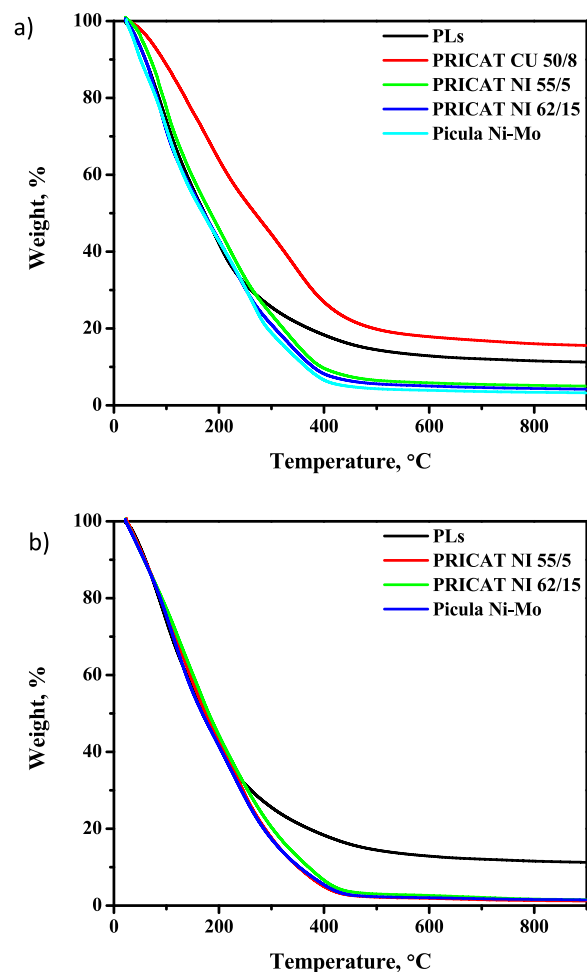 a)
100
80
60
40
20
0
Weight, %
PLs
PRICAT CU 50/8
PRICAT NI 55/5
PRICAT NI 62/15
Picula Ni-Mo
0 200 400 600 800
Temperature, °C
b)
100
80
60
40
20
0
Weight, %
PLs
PRICAT NI 55/5
PRICAT NI 62/15
Picula Ni-Mo
0 200 400 600 800
Temperature, °C